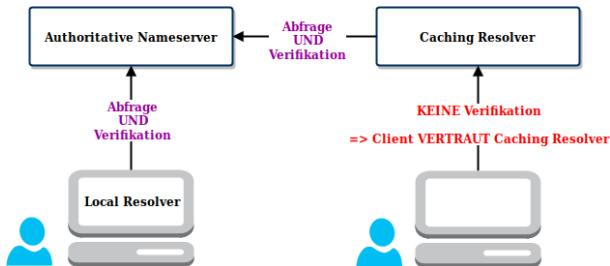 Authoritative Nameserver
Abfrage
UND
Verifikation
Caching Resolver
Abfrage
UND
Verifikation
KEINE Verifikation
=> Client VERTRAUT Caching Resolver
Local Resolver